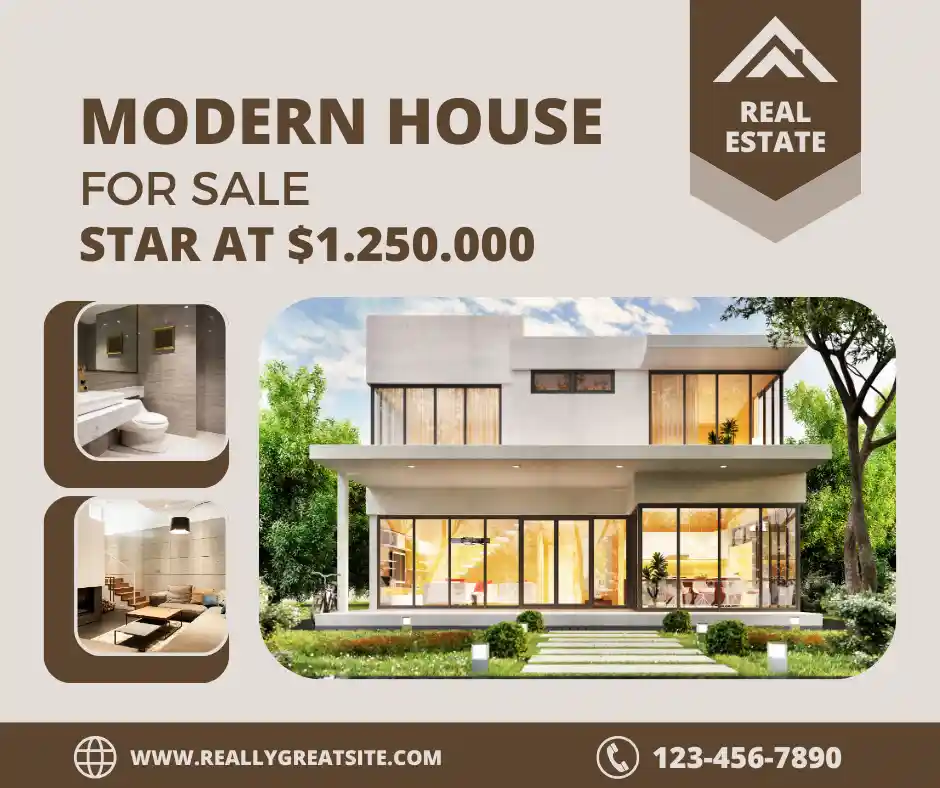 MODERN HOUSE
FOR SALE
STAR AT $1.250.000
REAL
ESTATE
WWW.REALLYGREATSITE.COM
123-456-7890